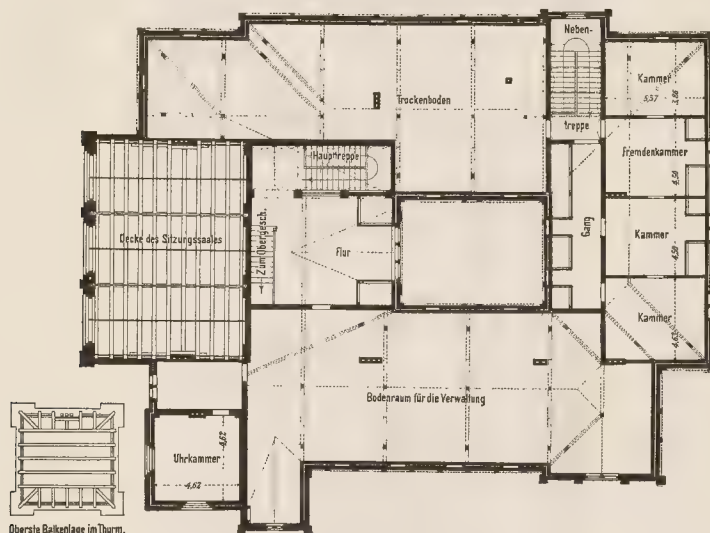 Neben-
treppe
Kammer
5,57
3,86
Trockenboden
Haupttreppe
Fremdenkammer
4,50
Decke des Sitzungssaales
Zum Obergesch.
Flur
Gang
Kammer
4,50
Kammer
4,62
Bodenraum für die Verwaltung
Uhrkammer
4,62
4,62
Oberste Balkenlage im Thurm.